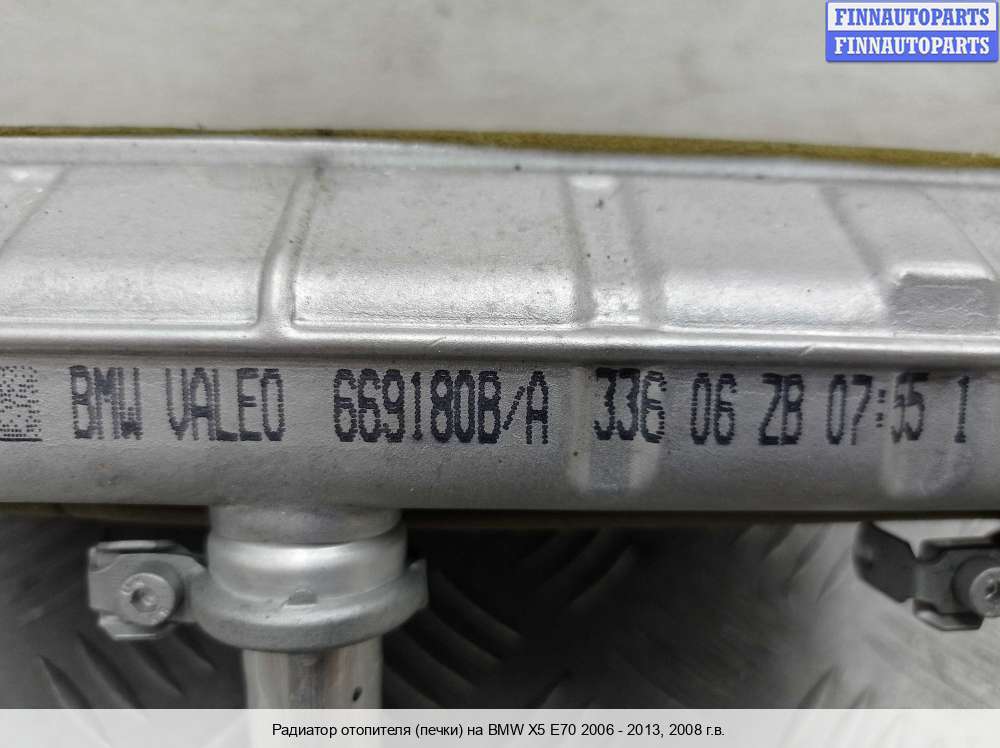 FINNAUTOPARTS
FINNAUTOPARTS
BMW VALEO 669180B/A 336 06 ZB 07:55 1
Радиатор отопителя (печки) на BMW X5 E70 2006 - 2013, 2008 г.в.